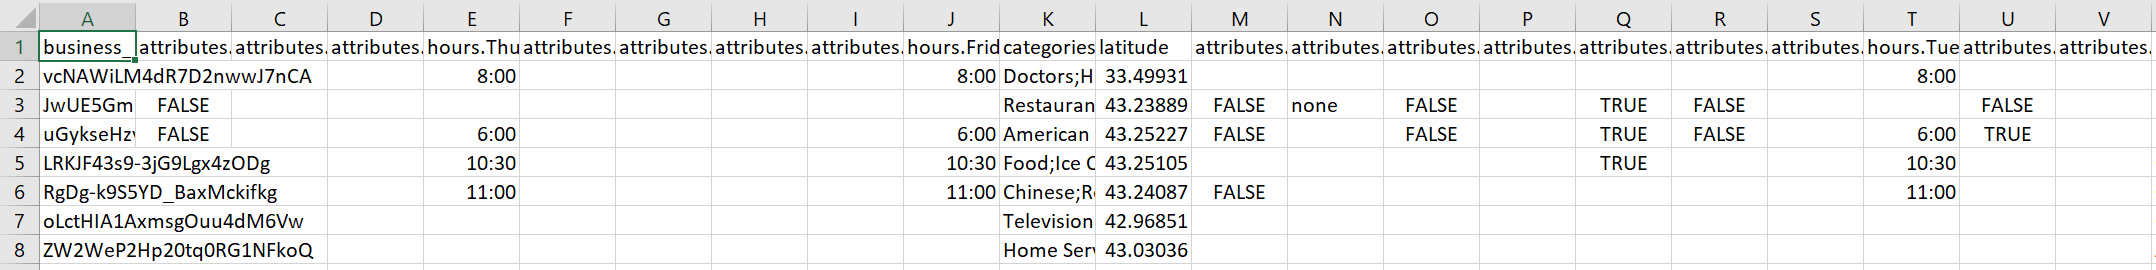 A B C D E F G H I J K L M N O P Q R S T U V
1 business_ attributes. attributes. attributes. hours.Thu attributes. attributes. attributes. attributes. hours.Frid categories latitude attributes. attributes. attributes. attributes. attributes. attributes. attributes. hours.Tue attributes. attributes.
2 vcNAWiLM4dR7D2nwwJ7nCA 8:00 8:00 Doctors;H 33.49931 8:00
3 JwUE5Gm FALSE Restauran 43.23889 FALSE none FALSE TRUE FALSE FALSE
4 uGykseHzy FALSE 6:00 6:00 American 43.25227 FALSE FALSE TRUE FALSE 6:00 TRUE
5 LRKJF43s9-3jG9Lgx4zODg 10:30 10:30 Food;Ice C 43.25105 TRUE 10:30
6 RgDg-k9S5YD_BaxMckifkg 11:00 11:00 Chinese;R 43.24087 FALSE 11:00
7 oLctHIA1AxmsgOuu4dM6Vw Television 42.96851
8 ZW2WeP2Hp20tq0RG1NFkoQ Home Serv 43.03036